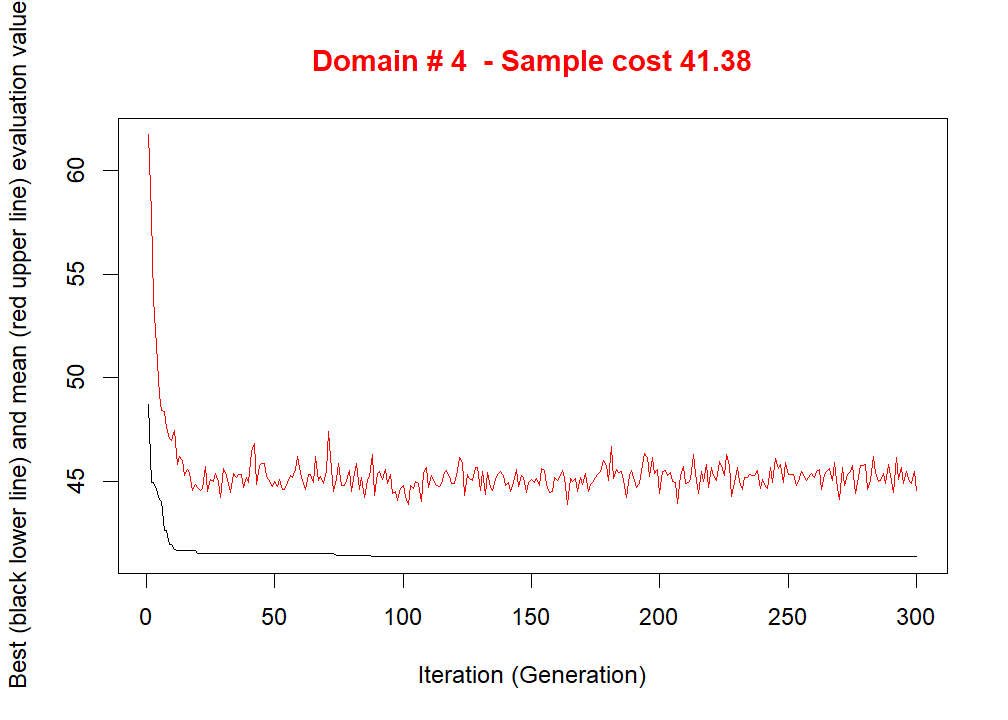 Domain # 4  - Sample cost 41.38
Best (black lower line) and mean (red upper line) evaluation value
60
55
50
45
0 50 100 150 200 250 300
Iteration (Generation)